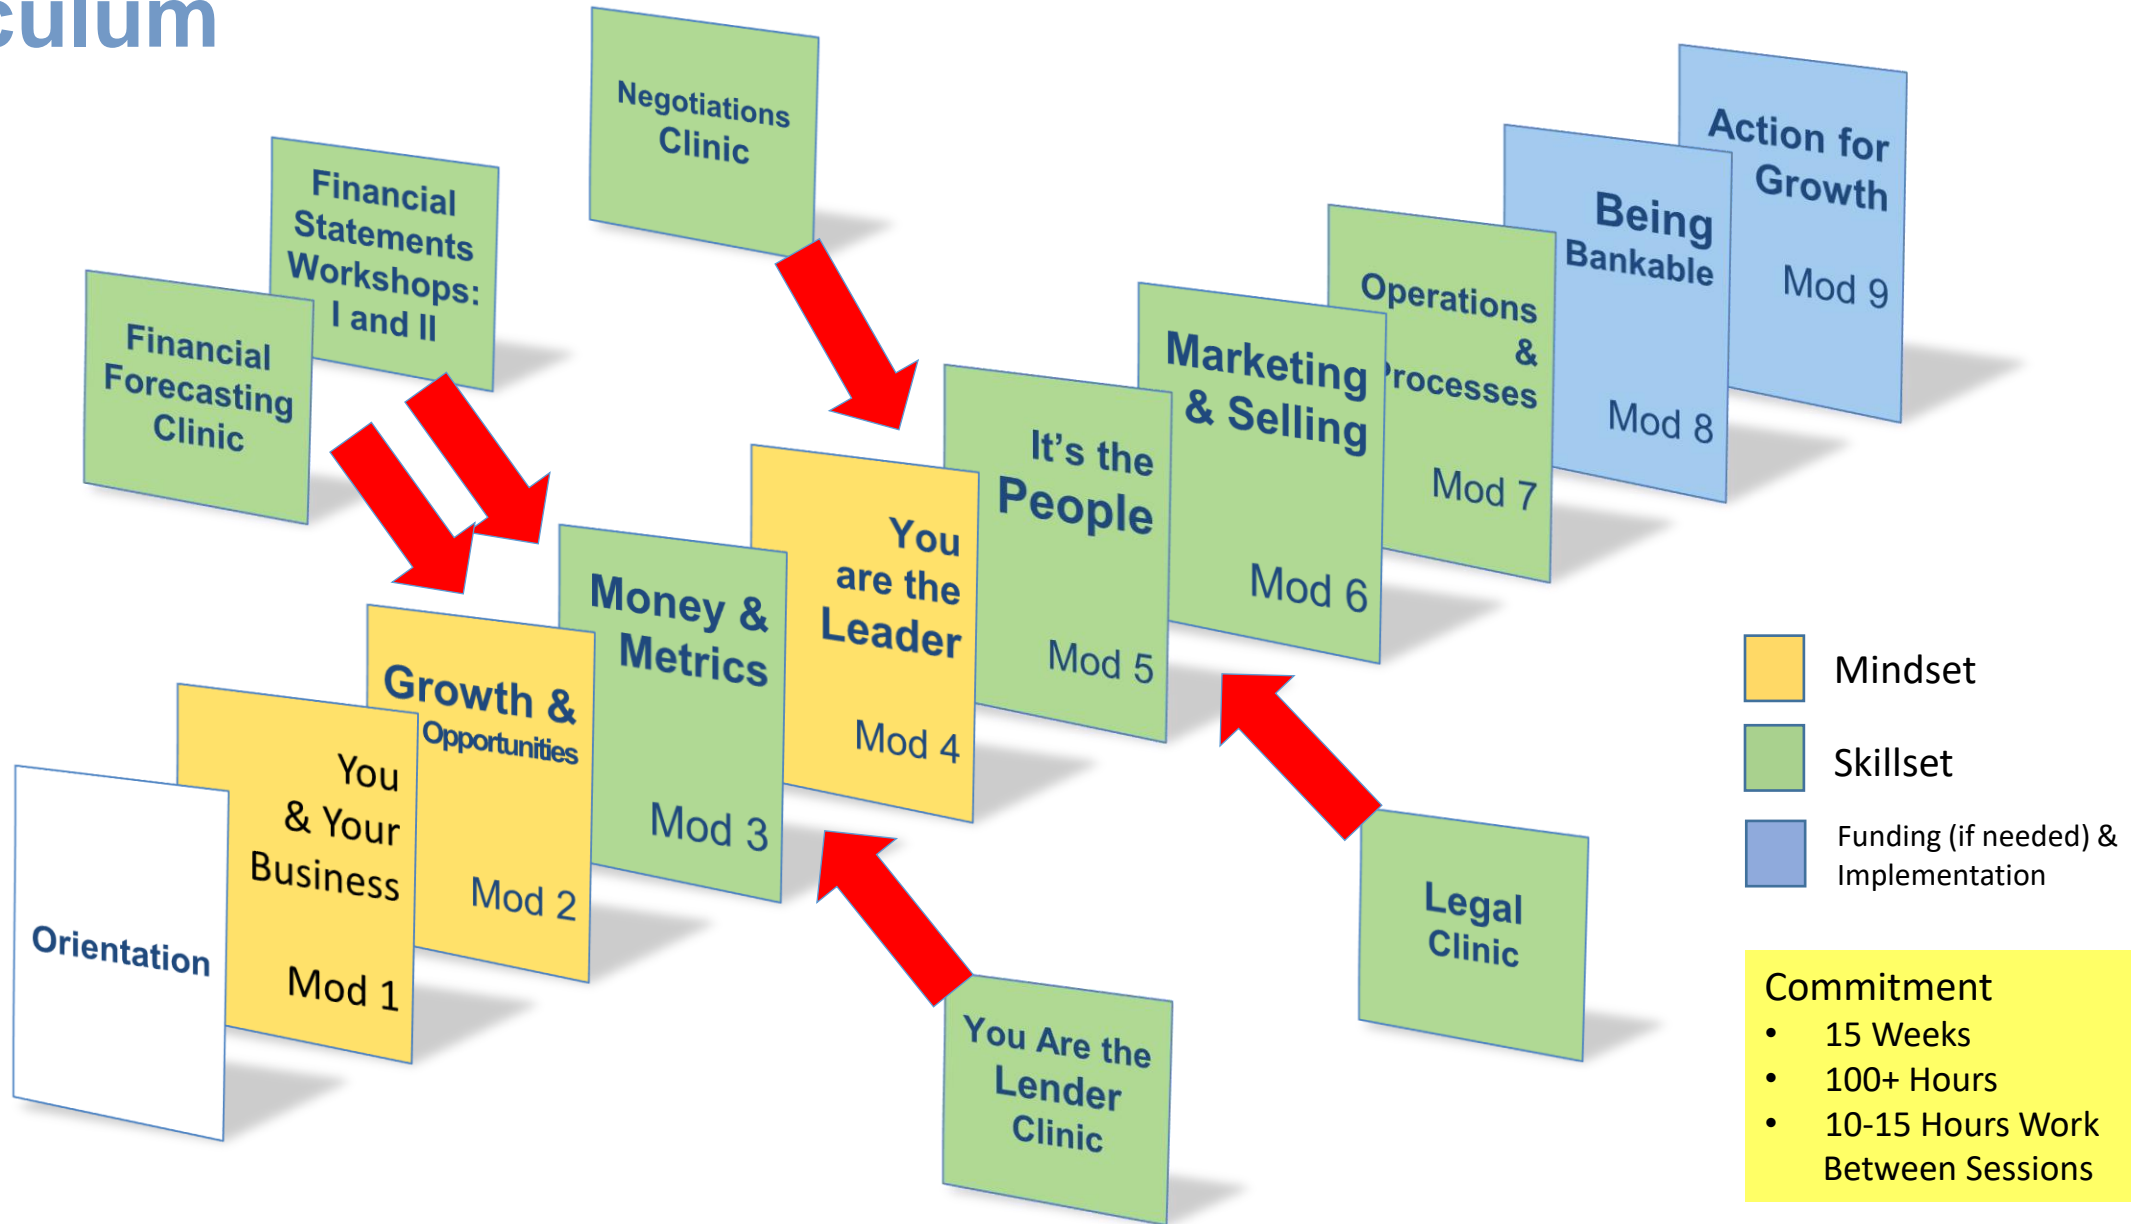 culum
Negotiations
Clinic
Financial
Statements
Workshops:
I and II
Financial
Forecasting
Clinic
Orientation
You
& Your
Business
Mod 1
Growth &
Opportunities
Mod 2
Money &
Metrics
Mod 3
You
are the
Leader
Mod 4
It's the
People
Mod 5
Marketing
& Selling
Mod 6
Operations
&
rocesses
Mod 7
Being
Bankable
Mod 8
Action for
Growth
Mod 9
You Are the
Lender
Clinic
Legal
Clinic
Mindset
Skillset
Funding (if needed) &
Implementation
Commitment
• 15 Weeks
• 100+ Hours
• 10-15 Hours Work
Between Sessions